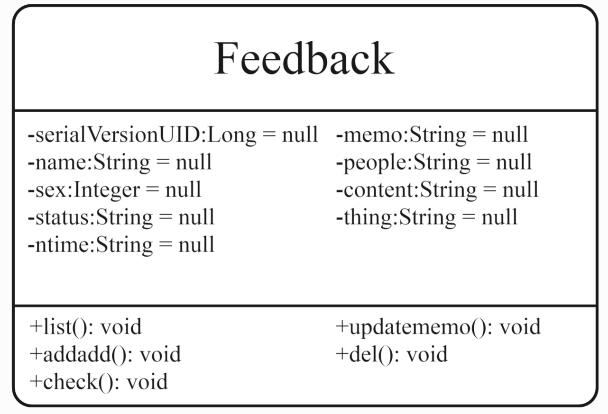 Feedback
-serialVersionUID:Long = null
-name:String = null
-sex:Integer = null
-status:String = null
-ntime:String = null
-memo:String = null
-people:String = null
-content:String = null
-thing:String = null
+list(): void
+addadd(): void
+check(): void
+updatememo(): void
+del(): void